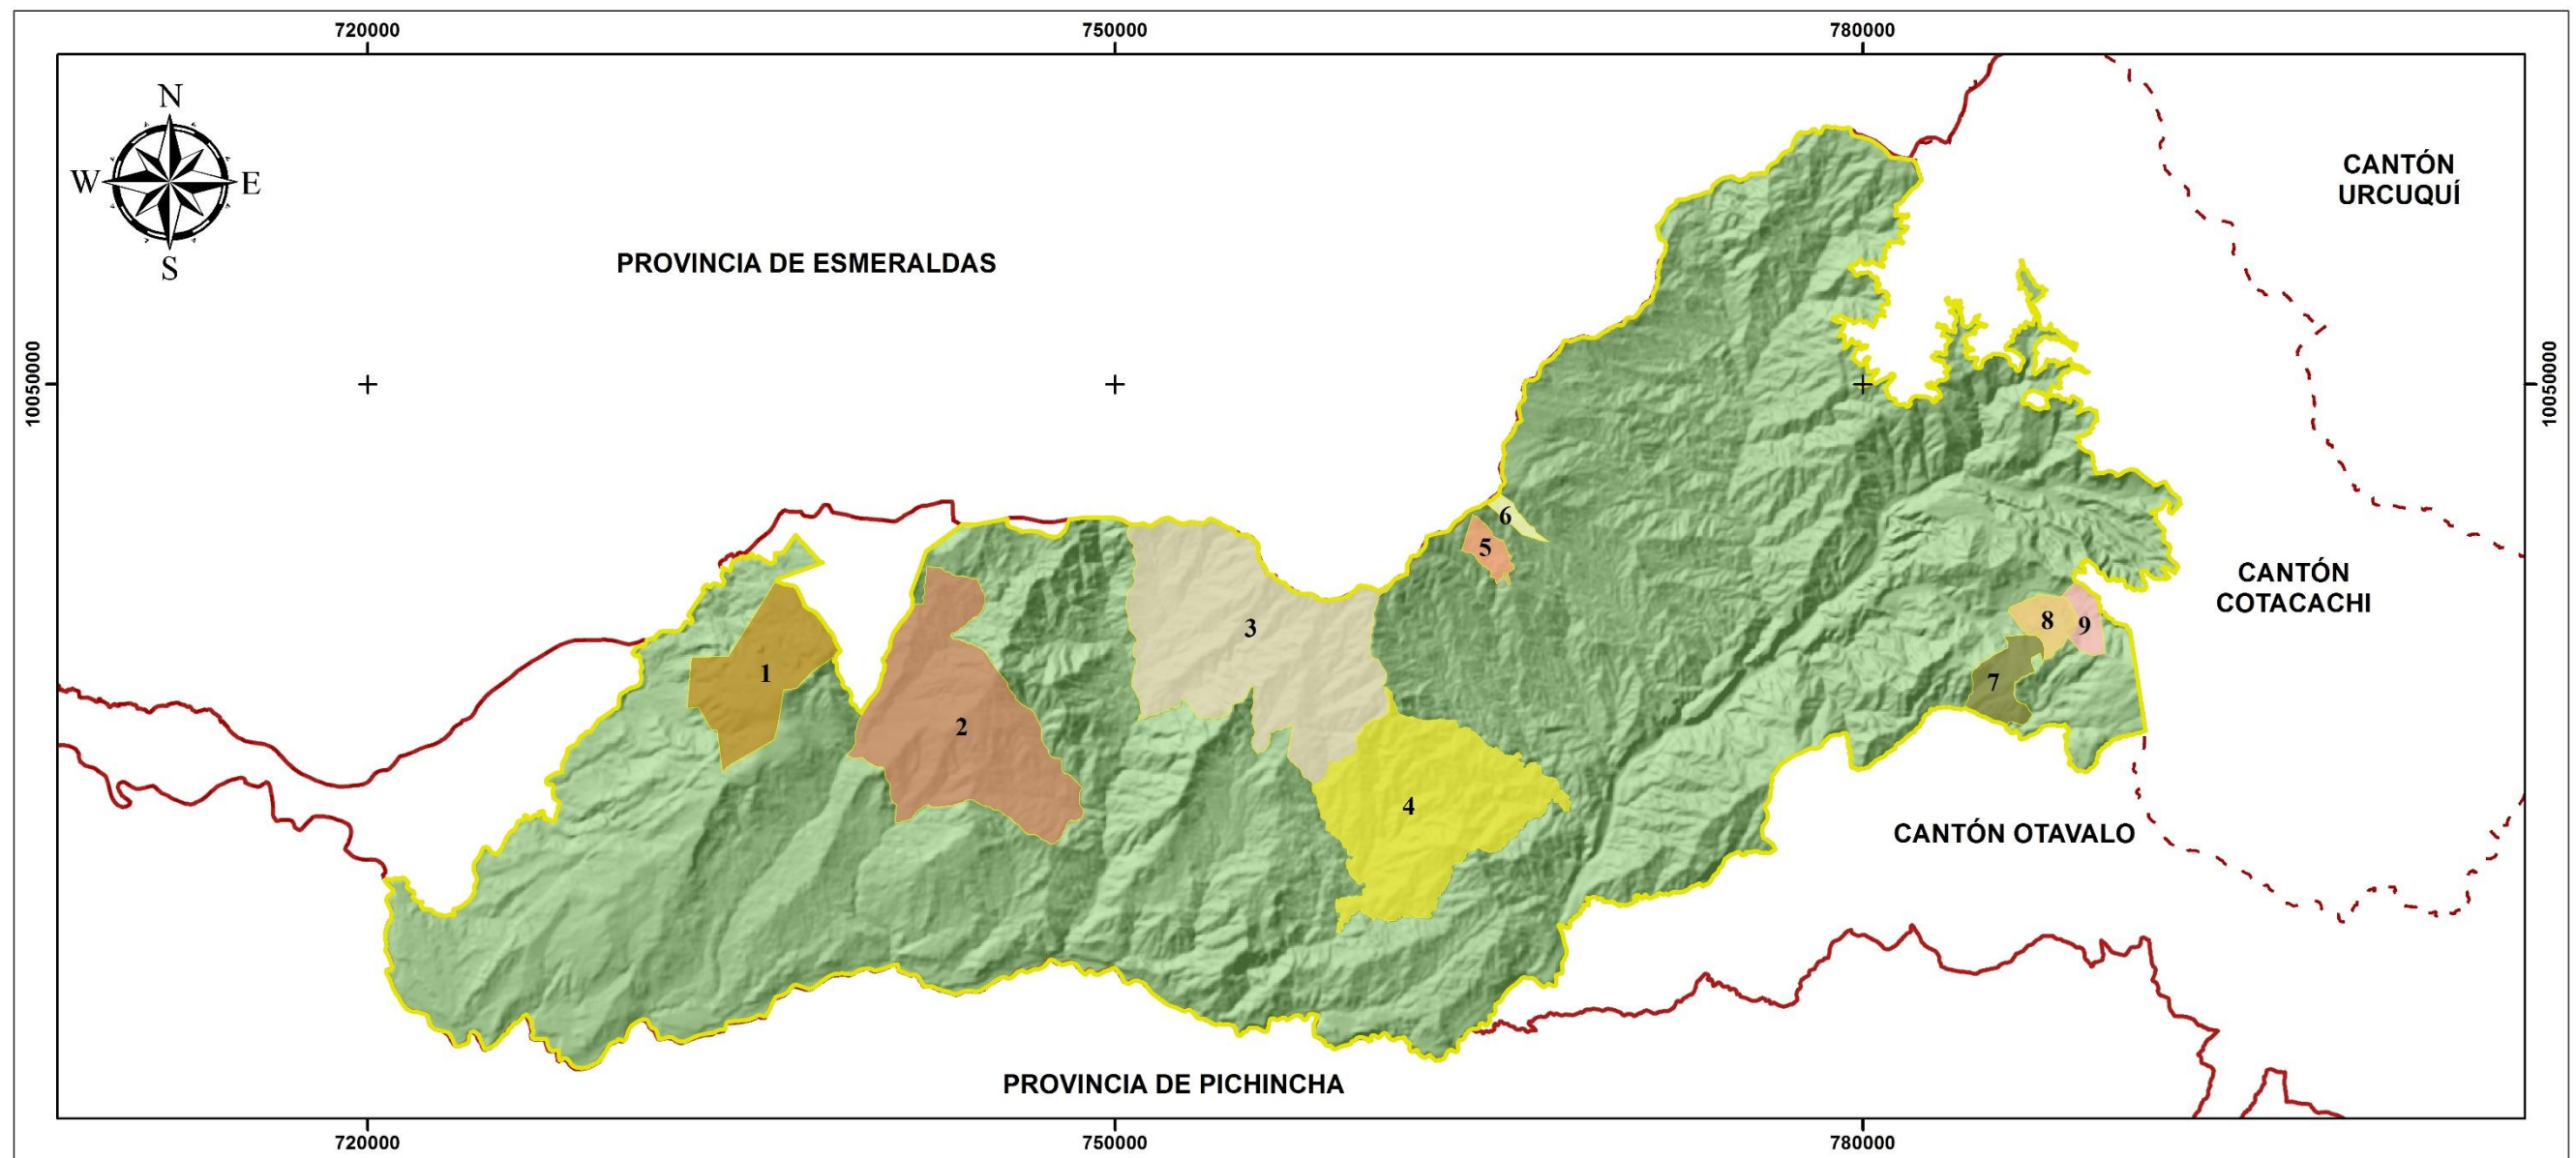 720000
750000
780000
N
W
E
S
CANTÓN
URCUQUÍ
PROVINCIA DE ESMERALDAS
10050000
10050000
6
5
CANTÓN
COTACACHI
3
8
9
1
7
2
4
CANTÓN OTAVALO
PROVINCIA DE PICHINCHA
720000
750000
780000